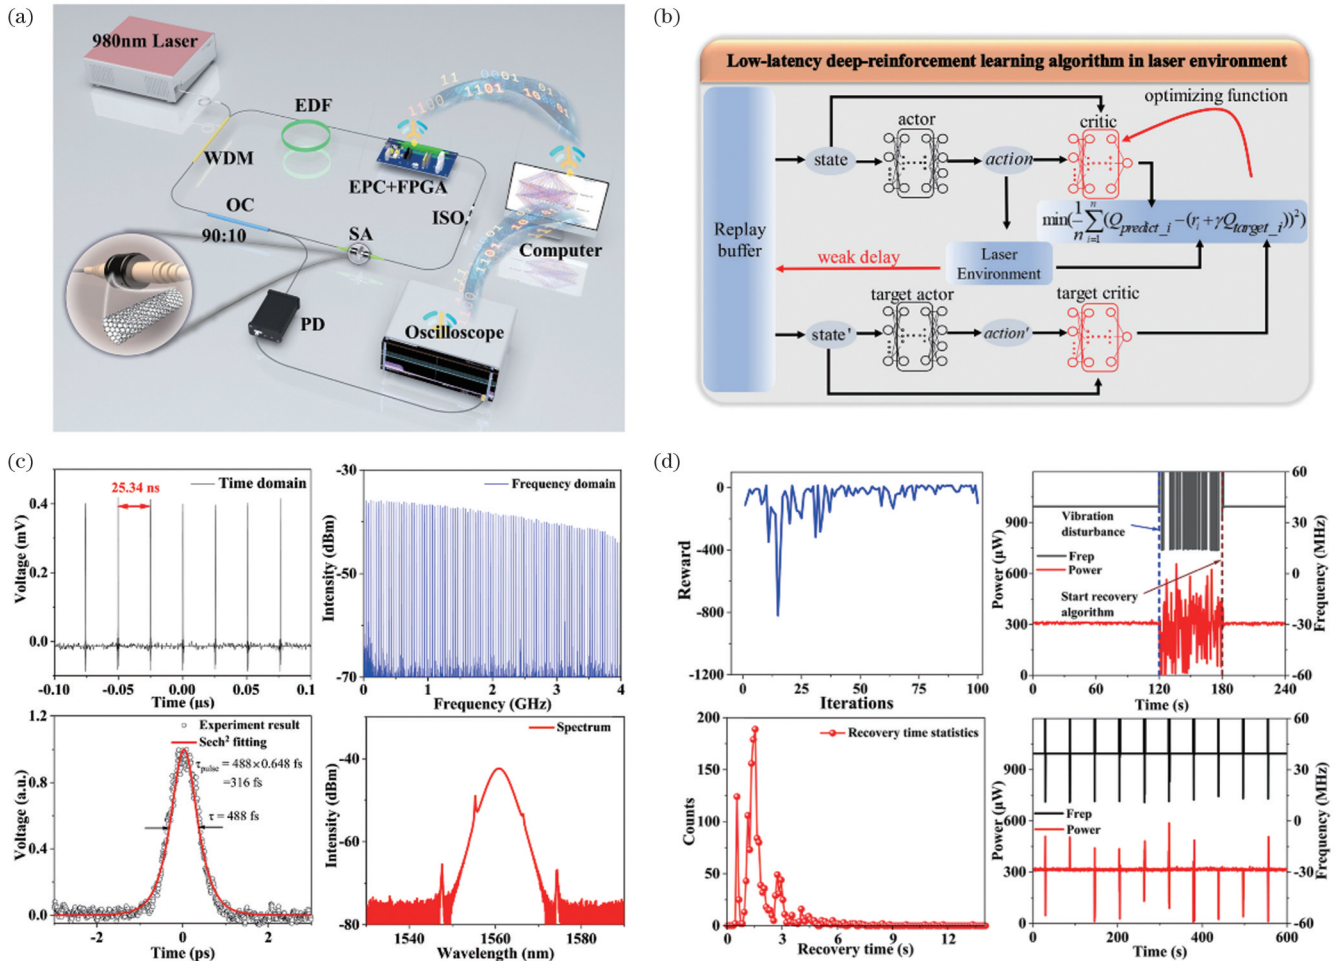 (a)
980nm Laser
EDF
WDM
EPC+FPGA
OC
90:10
ISO
SA
Computer
PD
Oscilloscope
(b)
Low-latency deep-reinforcement learning algorithm in laser environment
optimizing function
actor
critic
state
action
Replay
buffer
min(1/n ∑ i=1 n (Q predict_i −(r i +γQ target_i ))²)
weak delay
Laser
Environment
target actor
target critic
state'
action'
(c)
Time domain
25.34 ns
Voltage (mV)
0.4
0.2
0.0
-0.10
-0.05
0.00
0.05
0.1
Time (µs)
Frequency domain
Intensity (dBm)
-30
-50
-70
0
1
2
3
4
Frequency (GHz)
Experiment result
Sech² fitting
τpulse = 488×0.648 fs
=316 fs
τ = 488 fs
Voltage (a.u.)
1.2
0.8
0.4
0.0
-2
0
2
Time (ps)
Spectrum
Intensity (dBm)
-40
-60
-80
1540
1560
1580
Wavelength (nm)
(d)
Reward
0
-400
-800
-1200
0
25
50
75
100
Iterations
Vibration
disturbance
Frep
Power
Start recovery
algorithm
Power (µW)
900
600
300
0
Frequency (MHz)
60
30
0
-30
-60
0
60
120
180
240
Time (s)
Recovery time statistics
Counts
200
150
100
50
0
0
3
6
9
12
Recovery time (s)
Frep
Power
Power (µW)
900
600
300
0
Frequency (MHz)
60
30
0
-30
-60
0
100
200
300
400
500
600
Time (s)